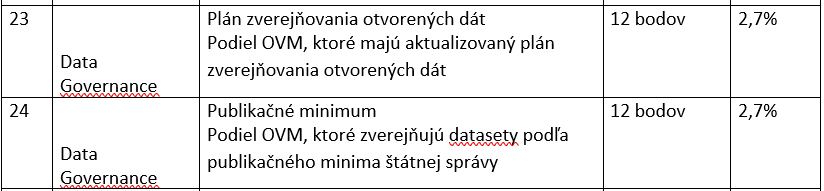 23
Data
Governance
Plán zverejňovania otvorených dát
Podiel OVM, ktoré majú aktualizovaný plán
zverejňovania otvorených dát
12 bodov
2,7%
24
Data
Governance
Publikačné minimum
Podiel OVM, ktoré zverejňujú datasety podľa
publikačného minima štátnej správy
12 bodov
2,7%